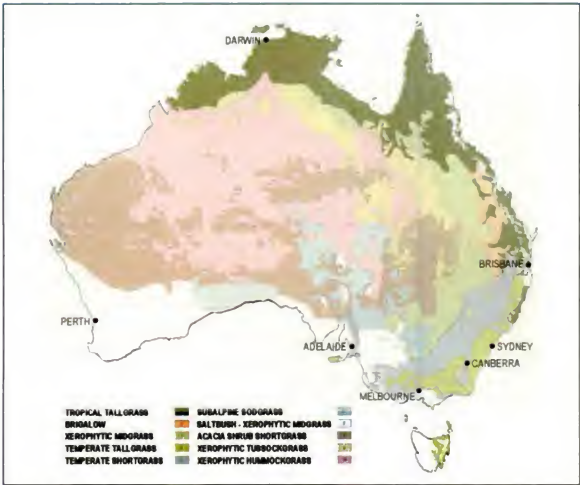 DARWIN
BRISBANE
PERTH
ADELAIDE
SYDNEY
CANBERRA
MELBOURNE
TROPICAL TALLGRASS SUBALPINE SODGRASS
BRIGALOW SALTBUSH - XEROPHYTIC MIDGRASS
XEROPHYTIC MIDGRASS ACACIA SHRUB SHORTGRASS
TEMPERATE TALLGRASS XEROPHYTIC TUSSOCKGRASS
TEMPERATE SHORTGRASS XEROPHYTIC HUMMOCKGRASS